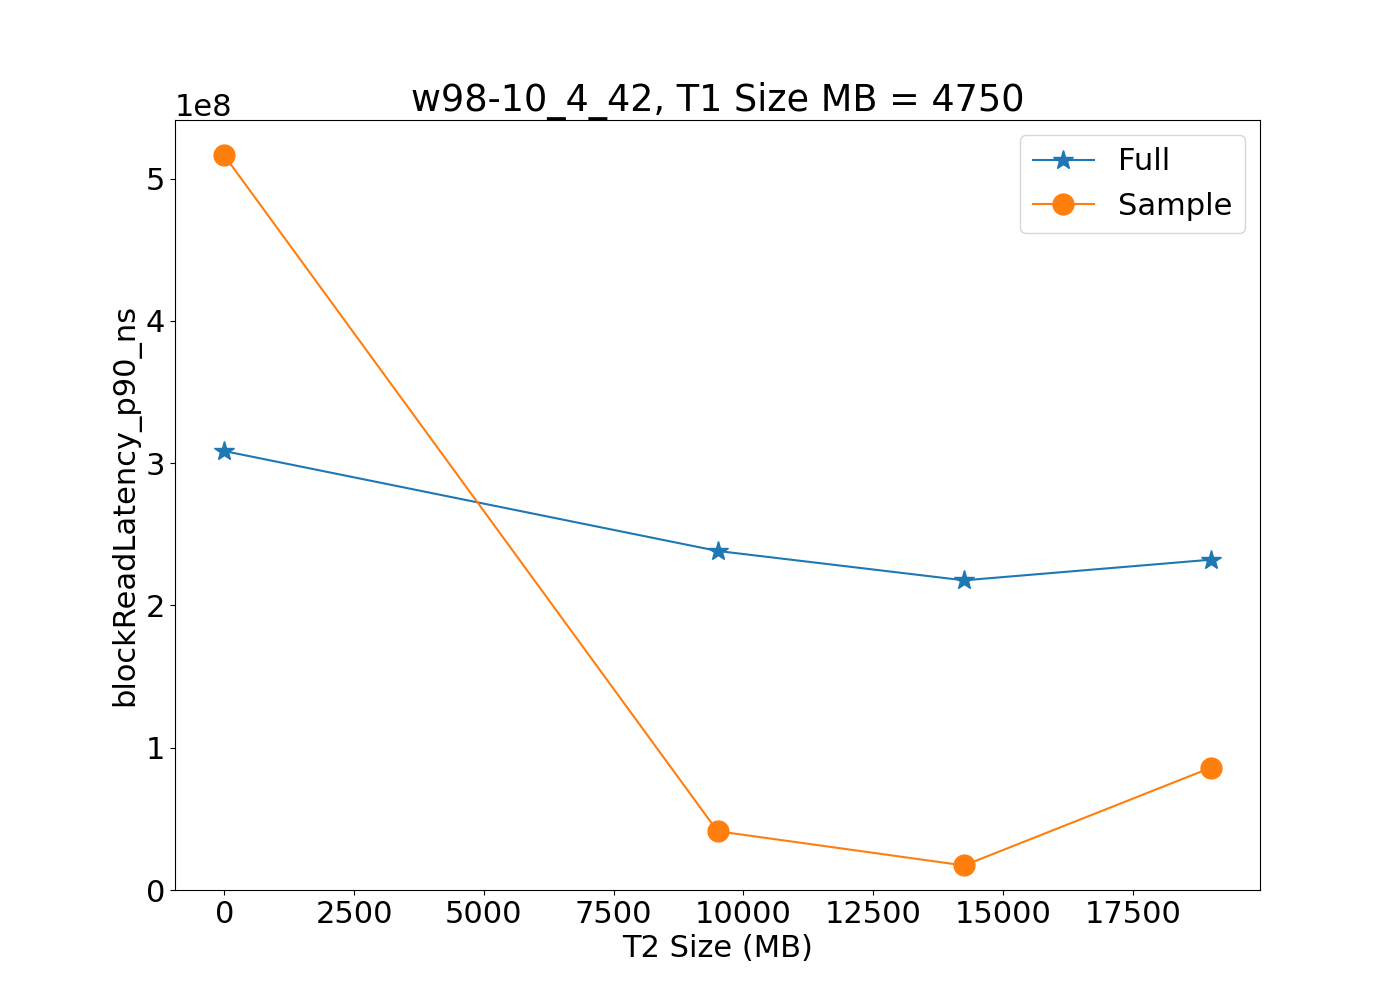 w98-10_4_42, T1 Size MB = 4750
1e8
Full
Sample
5
4
3
2
1
0
blockReadLatency_p90_ns
0 2500 5000 7500 10000 12500 15000 17500
T2 Size (MB)